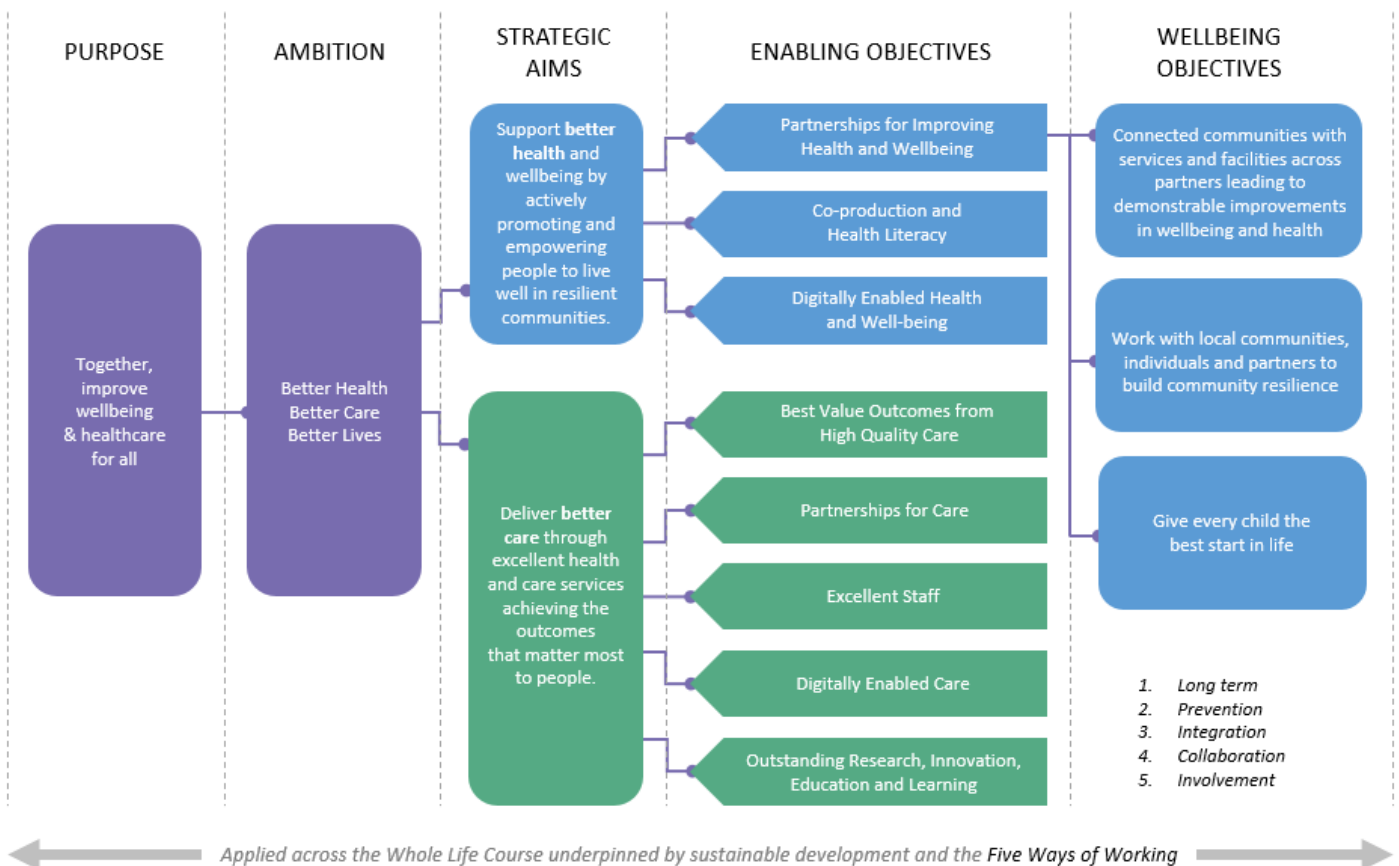 PURPOSE
AMBITION
STRATEGIC
AIMS
ENABLING OBJECTIVES
WELLBEING
OBJECTIVES
Together,
improve
wellbeing
& healthcare
for all
Better Health
Better Care
Better Lives
Support better
health and
wellbeing by
actively
promoting and
empowering
people to live
well in resilient
communities.
Deliver better
care through
excellent health
and care services
achieving the
outcomes
that matter most
to people.
Partnerships for Improving
Health and Wellbeing
Co-production and
Health Literacy
Digitally Enabled Health
and Well-being
Best Value Outcomes from
High Quality Care
Partnerships for Care
Excellent Staff
Digitally Enabled Care
Outstanding Research, Innovation,
Education and Learning
Connected communities with
services and facilities across
partners leading to
demonstrable improvements
in wellbeing and health
Work with local communities,
individuals and partners to
build community resilience
Give every child the
best start in life
1. Long term
2. Prevention
3. Integration
4. Collaboration
5. Involvement
Applied across the Whole Life Course underpinned by sustainable development and the Five Ways of Working